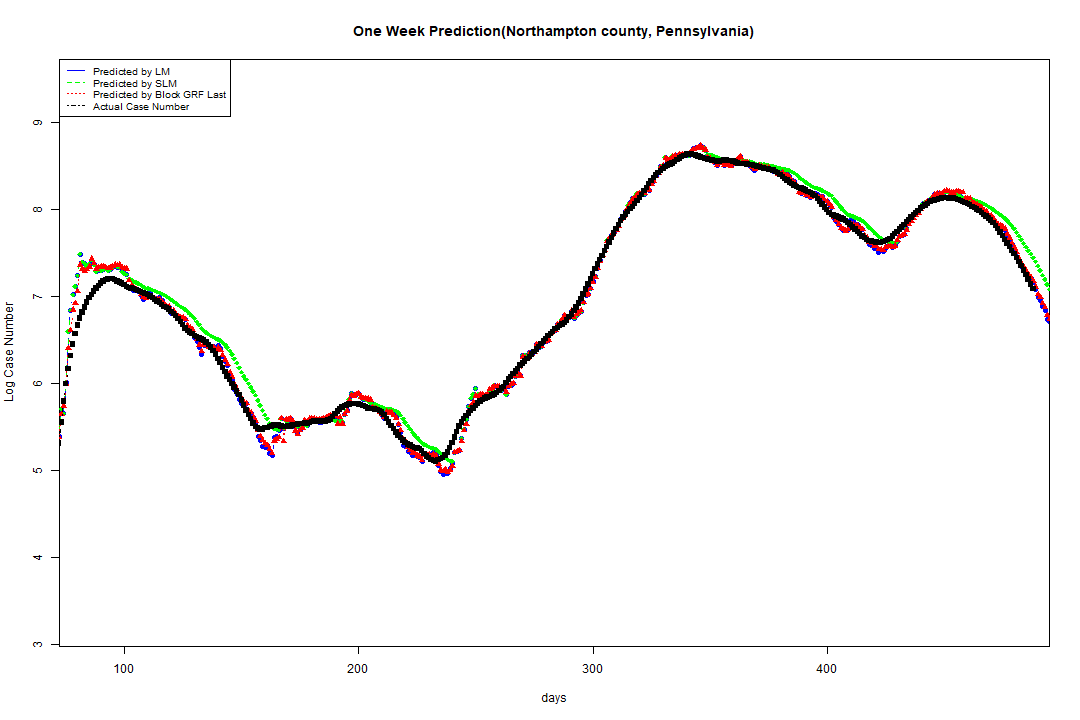 One Week Prediction(Northampton county, Pennsylvania)
Predicted by LM
Predicted by SLM
Predicted by Block GRF Last
Actual Case Number
Log Case Number
9
8
7
6
5
4
3
100
200
300
400
days